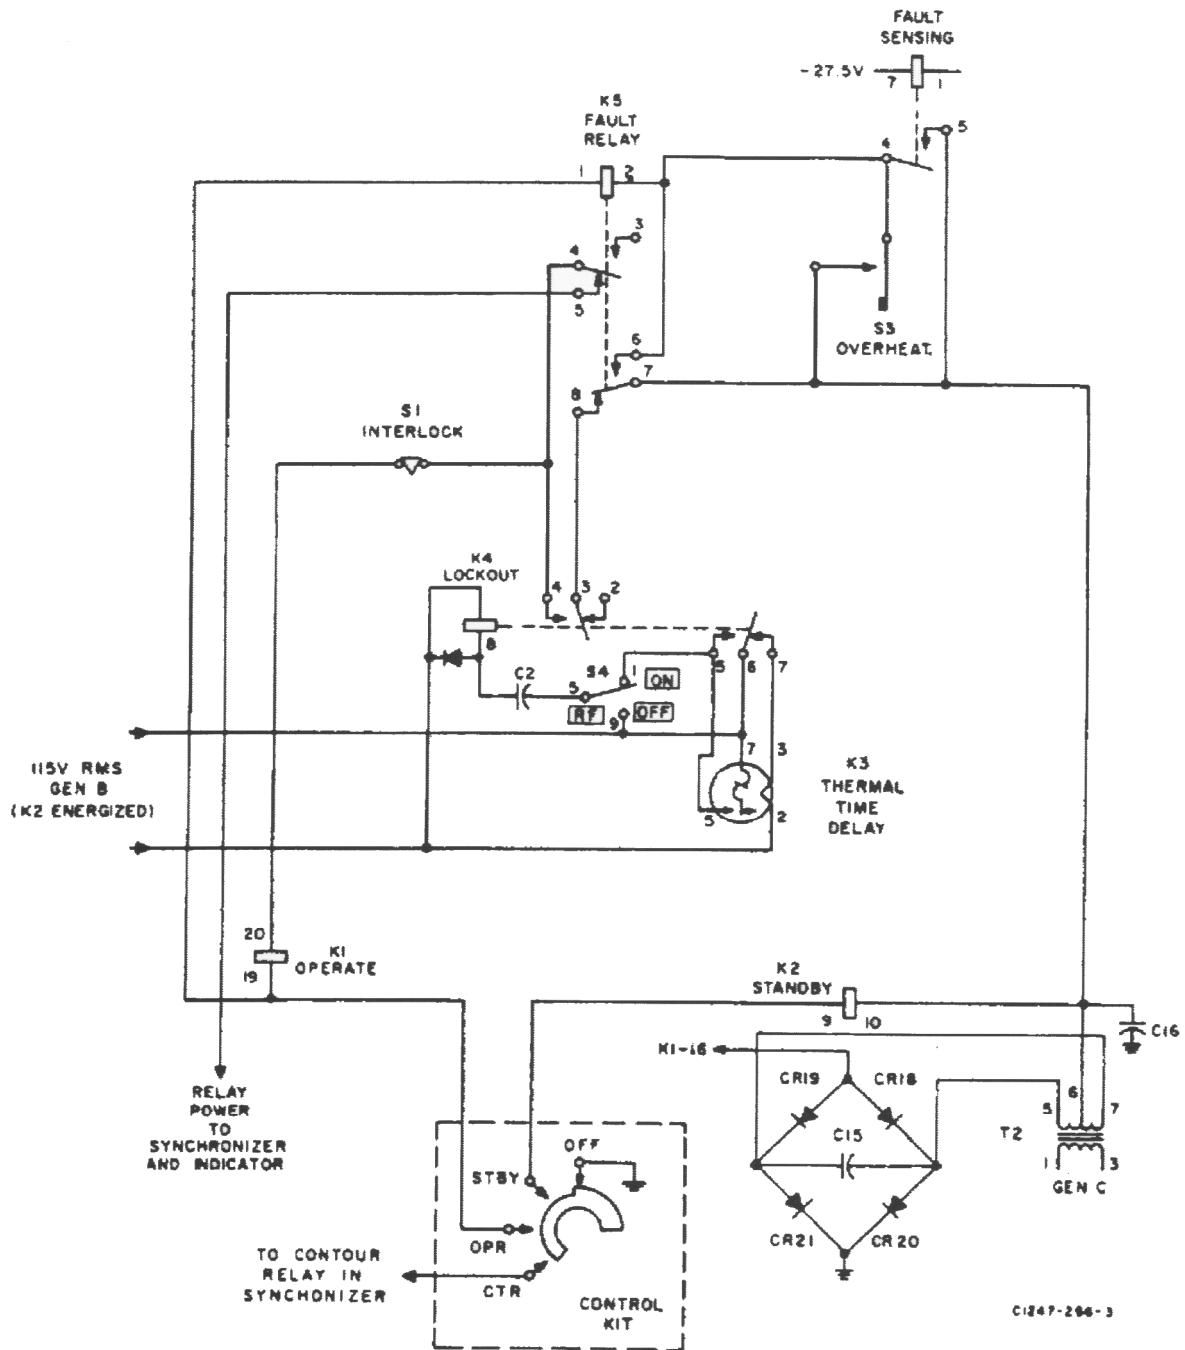 FAULT
SENSING
-27.5V
7
1
K5
FAULT
RELAY
5
4
1
2
3
4
5
S3
OVERHEAT.
6
7
8
S1
INTERLOCK
K4
LOCKOUT
4
3
2
8
C2
S4
1
ON
5
RF
OFF
9
5
6
7
115V RMS
GEN B
(K2 ENERGIZED)
7
3
K3
THERMAL
TIME
DELAY
5
2
20
K1
OPERATE
19
K2
STANDBY
9
10
C16
K1-16
CR19
CR18
6
5
7
C15
T2
1
3
GEN C
CR21
CR20
RELAY
POWER
TO
SYNCHRONIZER
AND INDICATOR
OFF
STBY
OPR
CTR
TO CONTOUR
RELAY IN
SYNCHONIZER
CONTROL
KIT
C1247-296-3